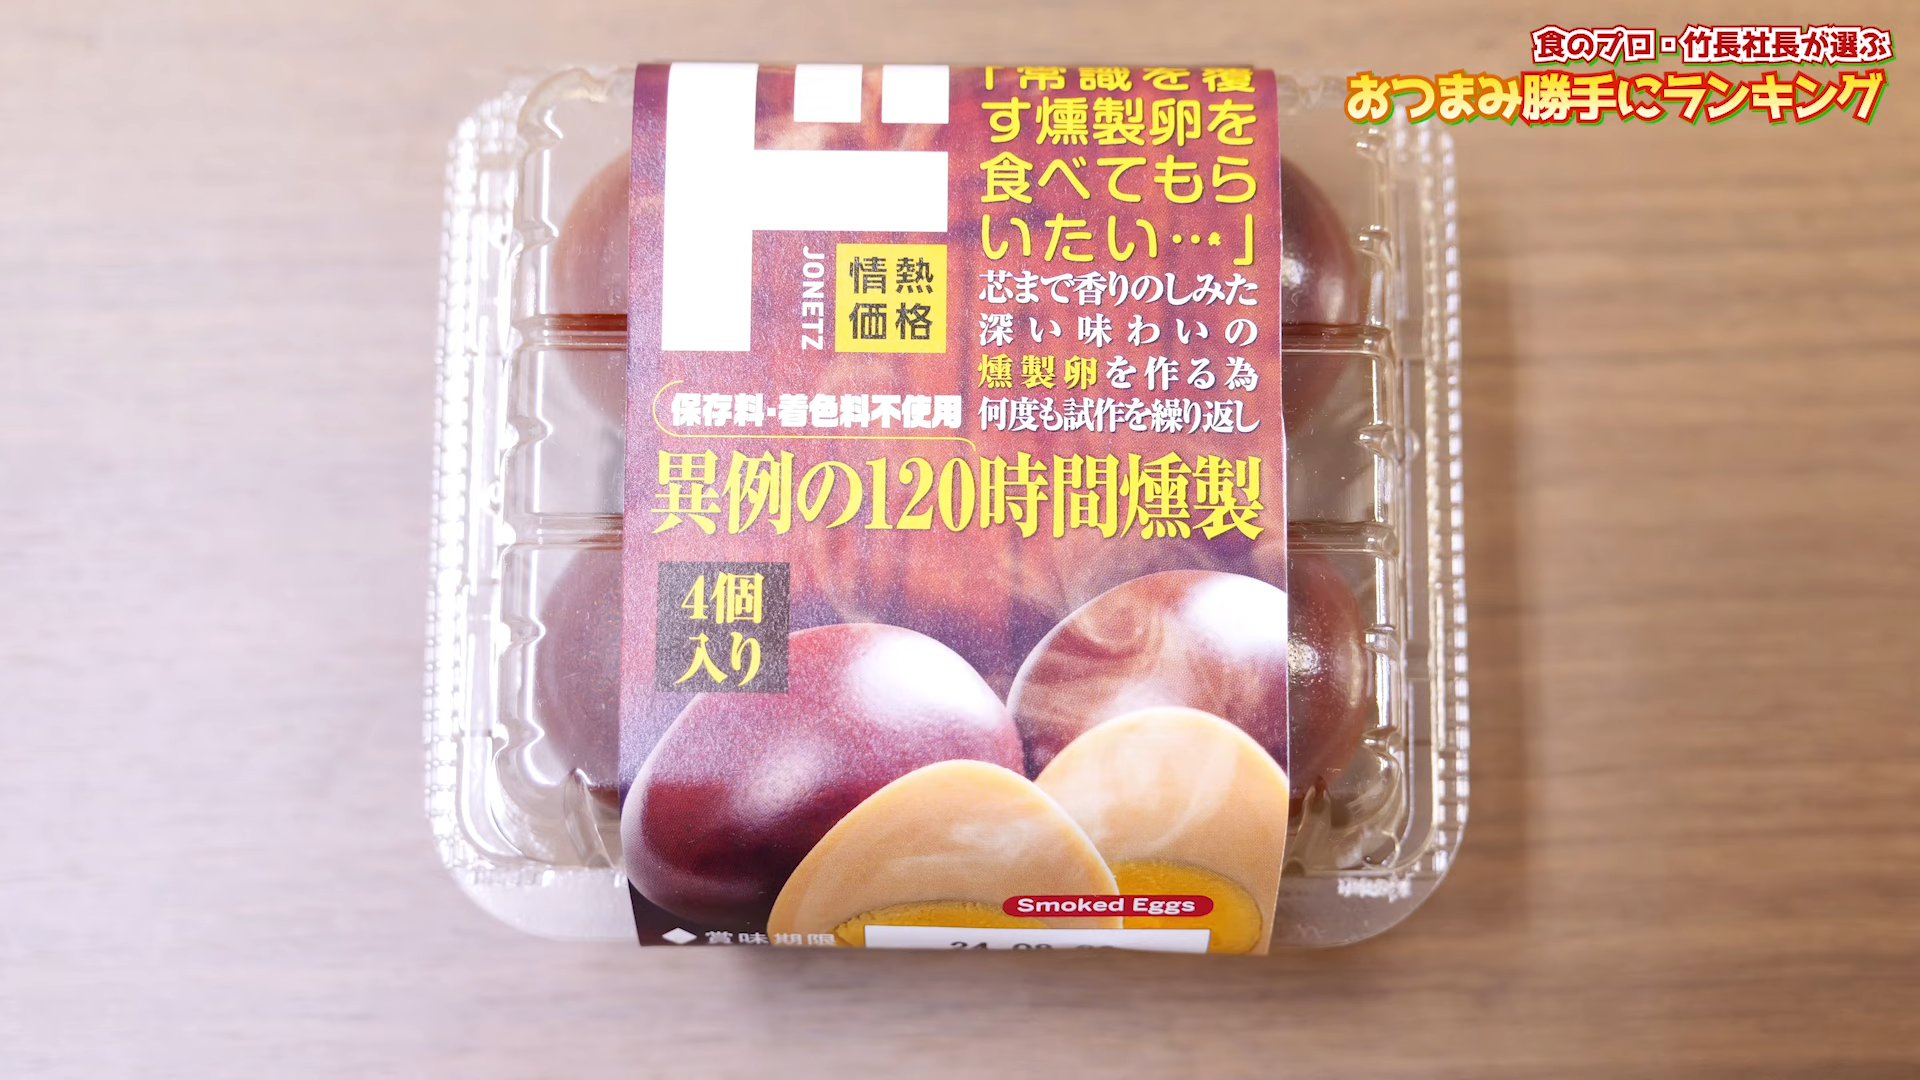 食のプロ・竹長社長が選ぶ
おつまみ勝手にランキング
ド
JONETZ
情熱
価格
「常識を覆
す燻製卵を
食べてもら
いたい…」
芯まで香りのしみた
深い味わいの
燻製卵を作る為
何度も試作を繰り返し
保存料・着色料不使用
異例の120時間燻製
4個
入り
Smoked Eggs
◆賞味期限